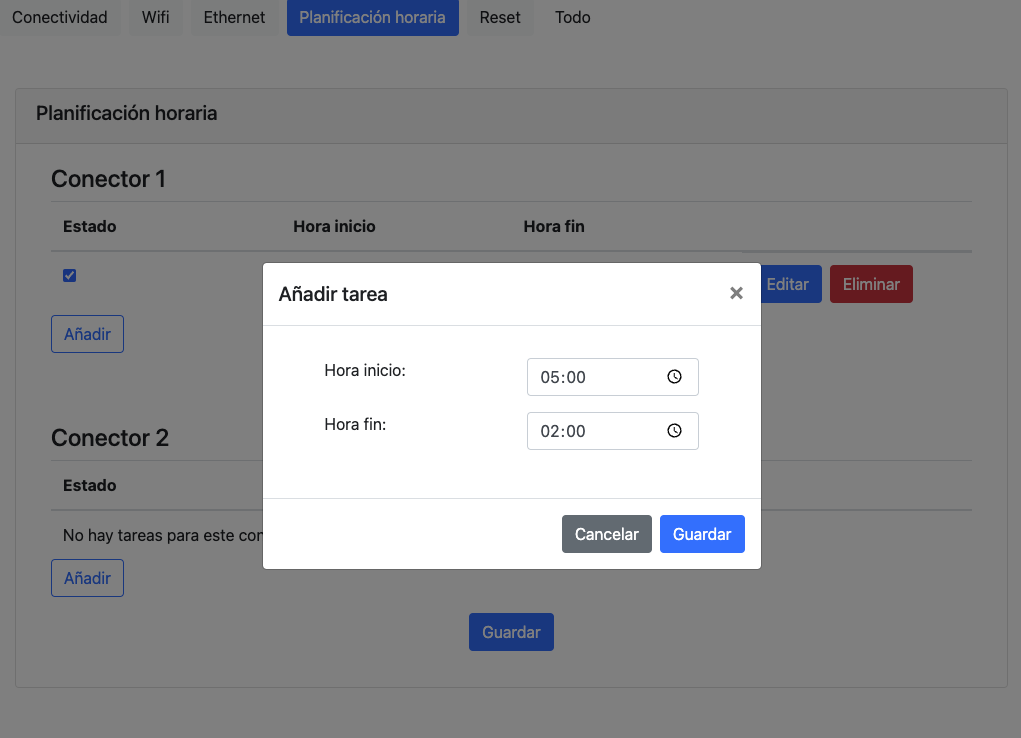 Conectividad
Wifi
Ethernet
Planificación horaria
Reset
Todo
Planificación horaria
Conector 1
Estado
Hora inicio
Hora fin
Editar
Eliminar
Añadir
Añadir tarea
×
Hora inicio:
05:00
Hora fin:
02:00
Cancelar
Guardar
Conector 2
Estado
No hay tareas para este con
Añadir
Guardar